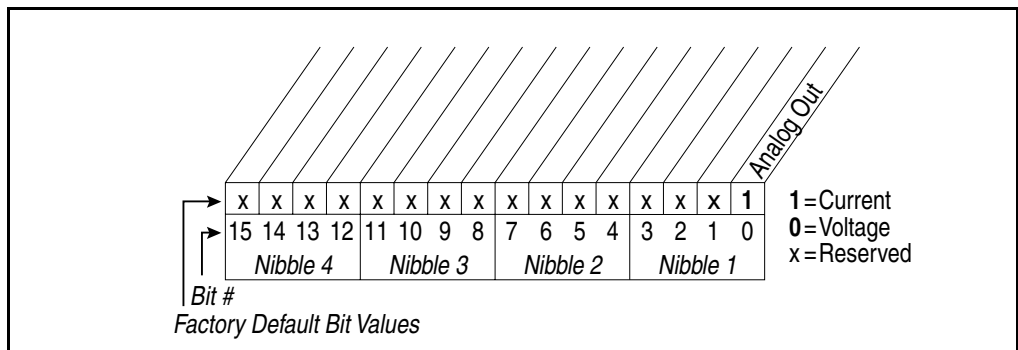 Analog Out
x x x x x x x x x x x x x x x 1
15 14 13 12 11 10 9 8 7 6 5 4 3 2 1 0
Nibble 4 Nibble 3 Nibble 2 Nibble 1
1=Current
0=Voltage
x=Reserved
Bit #
Factory Default Bit Values